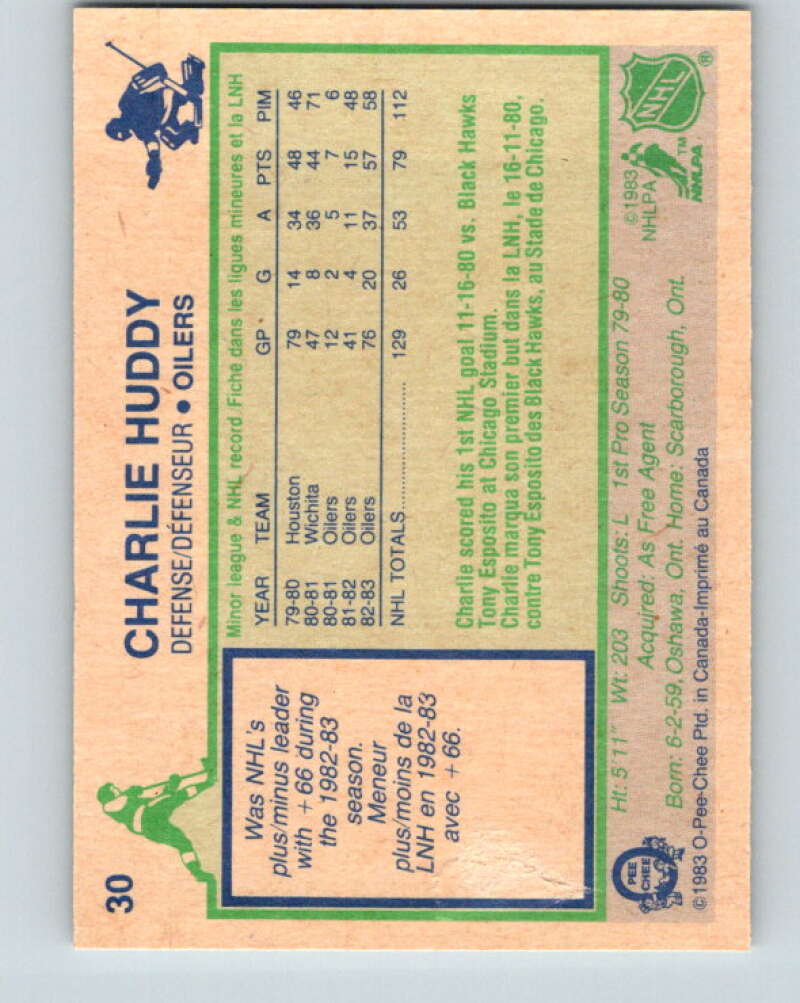 30
CHARLIE HUDDY
DEFENSE/DÉFENSEUR • OILERS
Was NHL's
plus/minus leader
with +66 during
the 1982-83
season.
Meneur
plus/moins de la
LNH en 1982-83
avec +66.
Minor league & NHL record/Fiche dans les ligues mineures et la LNH
YEAR TEAM GP G A PTS PIM
79-80 Houston 79 14 34 48 46
80-81 Wichita 47 8 36 44 71
80-81 Oilers 12 2 5 7 6
81-82 Oilers 41 4 11 15 48
82-83 Oilers 76 20 37 57 58
NHL TOTALS 129 26 53 79 112
Charlie scored his 1st NHL goal 11-16-80 vs. Black Hawks
Tony Esposito at Chicago Stadium.
Charlie marqua son premier but dans la LNH, le 16-11-80,
contre Tony Esposito des Black Hawks, au Stade de Chicago.
Ht: 5'11" Wt: 203 Shoots: L 1st Pro Season 79-80
Acquired: As Free Agent
Born: 6-2-59, Oshawa, Ont. Home: Scarborough, Ont.
©1983 O-Pee-Chee Ptd. in Canada-Imprimé au Canada
O
PEE
CHEE
©1983
NHLPA
NHLPA
TM
NHL
®